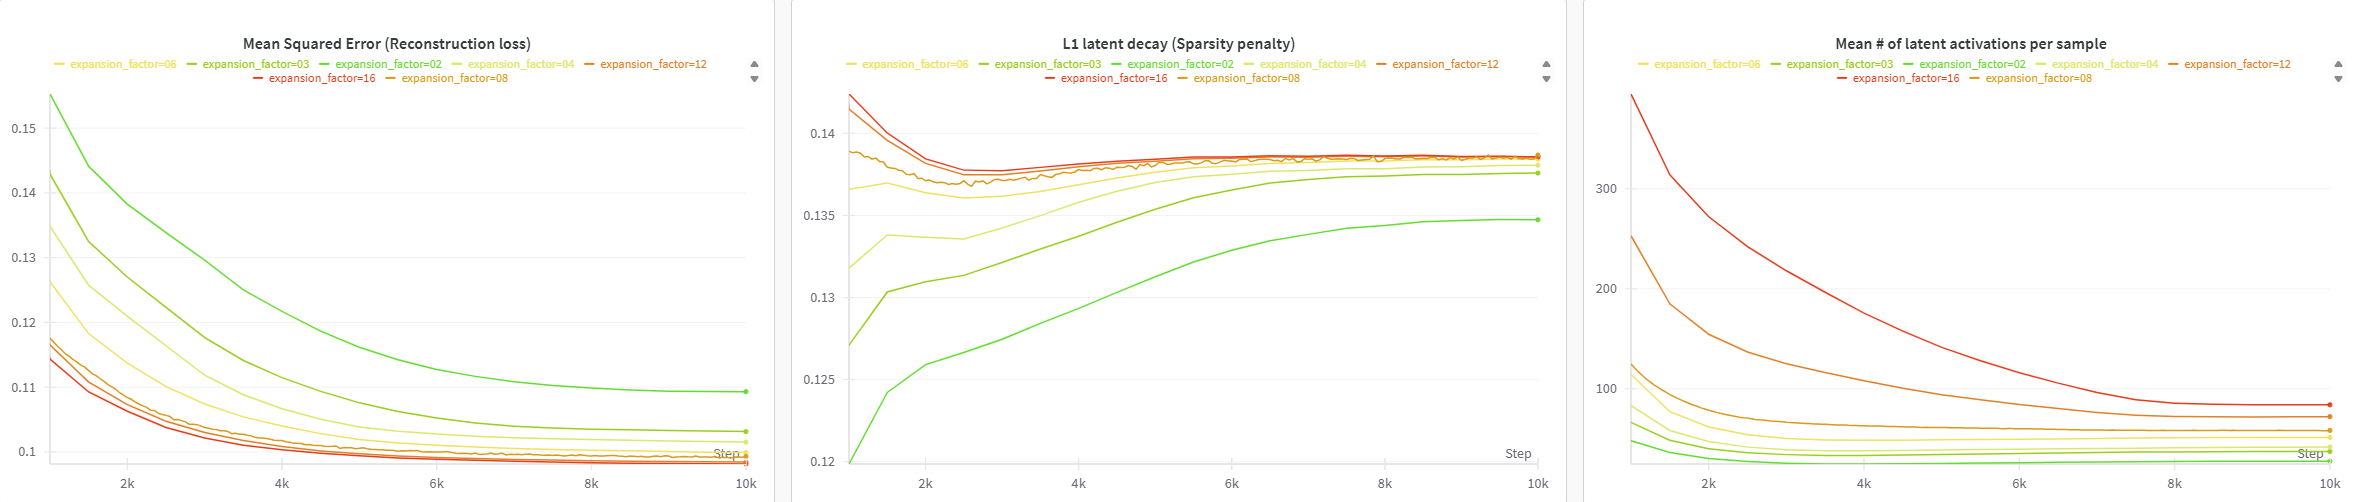 Mean Squared Error (Reconstruction loss)
expansion_factor=06 expansion_factor=03 expansion_factor=02 expansion_factor=04 expansion_factor=12
expansion_factor=16 expansion_factor=08
0.15
0.14
0.13
0.12
0.11
0.1
Step
2k 4k 6k 8k 10k
L1 latent decay (Sparsity penalty)
expansion_factor=06 expansion_factor=03 expansion_factor=02 expansion_factor=04 expansion_factor=12
expansion_factor=16 expansion_factor=08
0.14
0.135
0.13
0.125
0.12
Step
2k 4k 6k 8k 10k
Mean # of latent activations per sample
expansion_factor=06 expansion_factor=03 expansion_factor=02 expansion_factor=04 expansion_factor=12
expansion_factor=16 expansion_factor=08
300
200
100
Step
2k 4k 6k 8k 10k